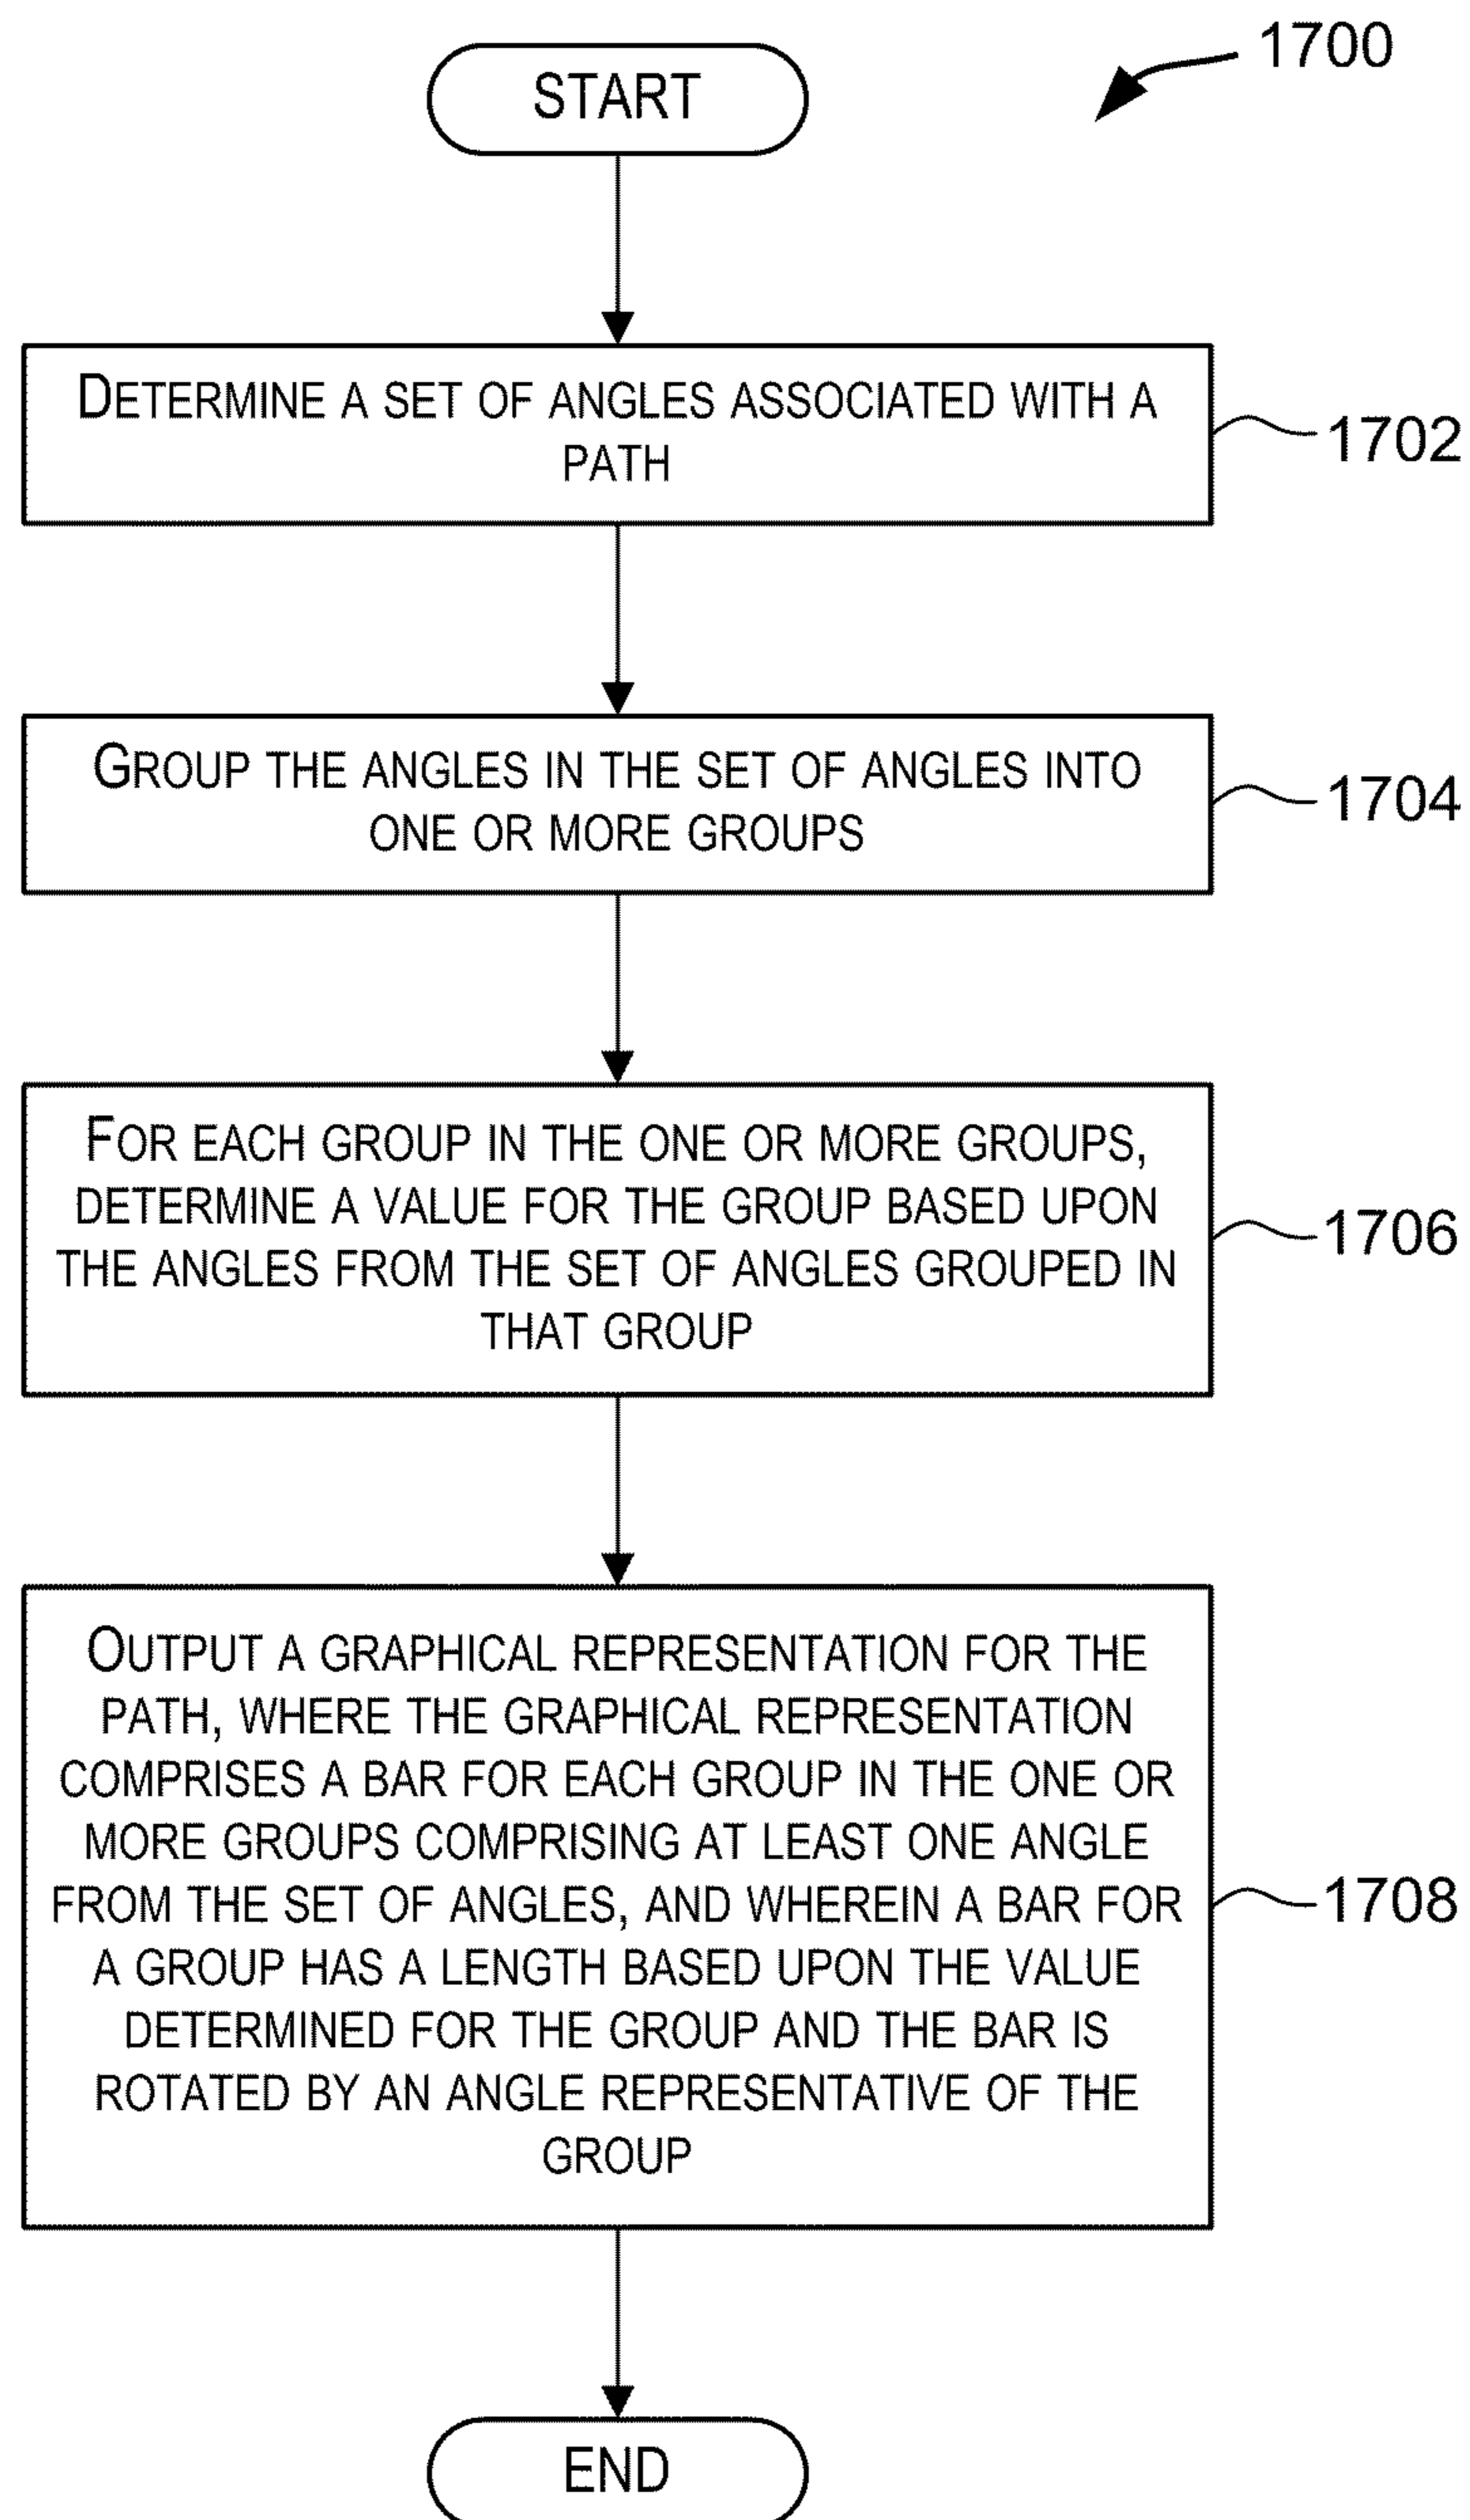 1700
START
DETERMINE A SET OF ANGLES ASSOCIATED WITH A
PATH
1702
GROUP THE ANGLES IN THE SET OF ANGLES INTO
ONE OR MORE GROUPS
1704
FOR EACH GROUP IN THE ONE OR MORE GROUPS,
DETERMINE A VALUE FOR THE GROUP BASED UPON
THE ANGLES FROM THE SET OF ANGLES GROUPED IN
THAT GROUP
1706
OUTPUT A GRAPHICAL REPRESENTATION FOR THE
PATH, WHERE THE GRAPHICAL REPRESENTATION
COMPRISES A BAR FOR EACH GROUP IN THE ONE OR
MORE GROUPS COMPRISING AT LEAST ONE ANGLE
FROM THE SET OF ANGLES, AND WHEREIN A BAR FOR
A GROUP HAS A LENGTH BASED UPON THE VALUE
DETERMINED FOR THE GROUP AND THE BAR IS
ROTATED BY AN ANGLE REPRESENTATIVE OF THE
GROUP
1708
END